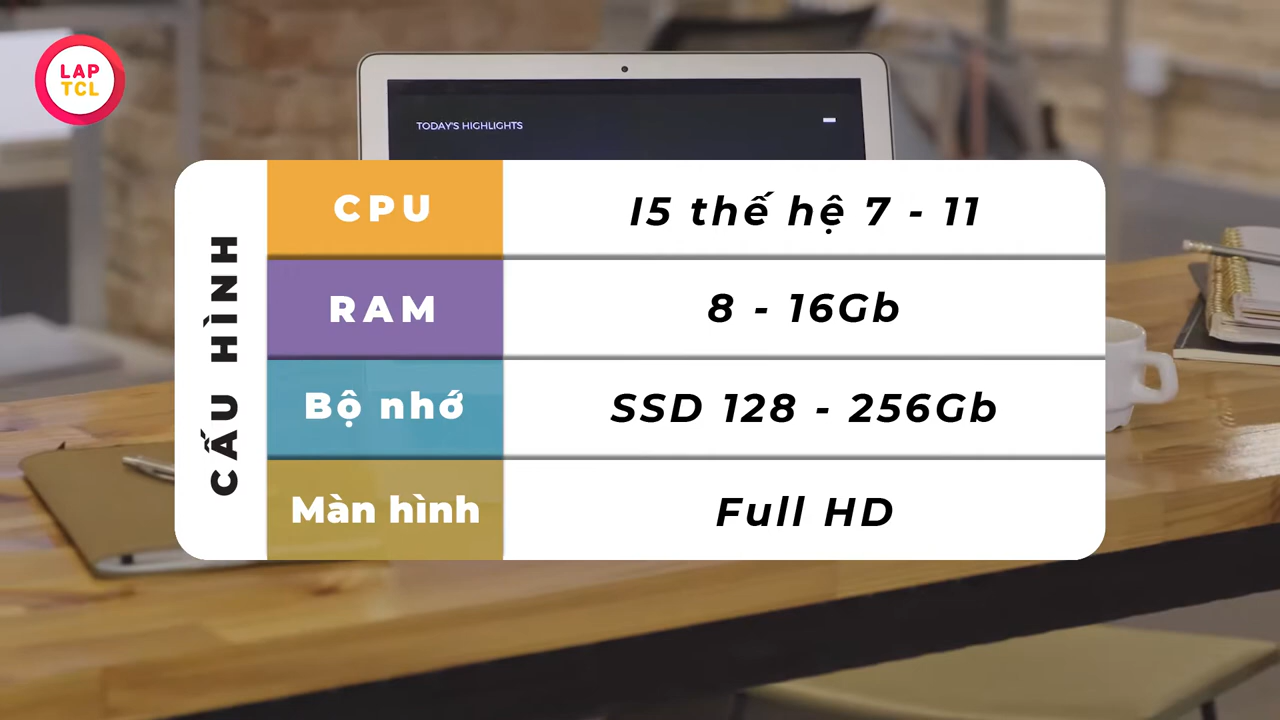 LAP
TCL
TODAY'S HIGHLIGHTS
CẤU HÌNH
CPU
I5 thế hệ 7 - 11
RAM
8 - 16Gb
Bộ nhớ
SSD 128 - 256Gb
Màn hình
Full HD